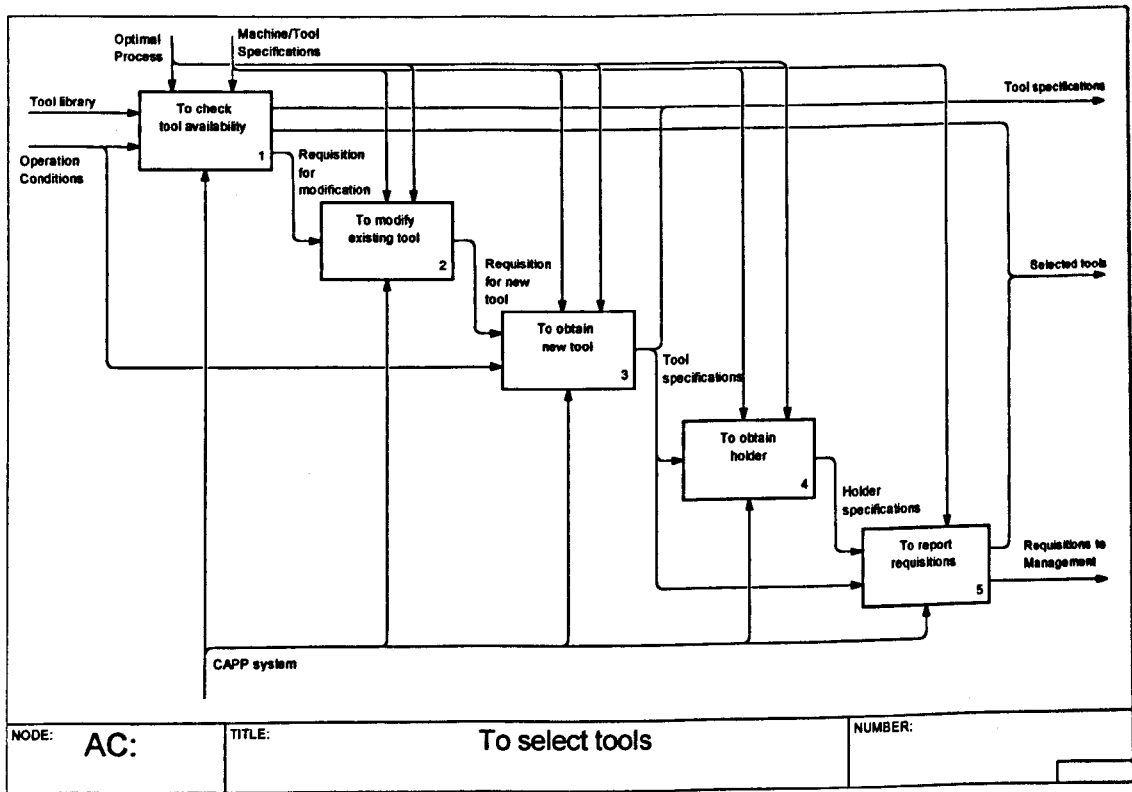 Optimal
Process
Machine/Tool
Specifications
Tool library
Operation
Conditions
To check
tool availability
1
Requisition
for
modification
To modify
existing tool
2
Requisition
for new
tool
To obtain
new tool
3
Tool
specifications
To obtain
holder
4
Holder
specifications
To report
requisitions
5
Tool specifications
Selected tools
Requisitions to
Management
CAPP system
NODE:
AC:
TITLE:
To select tools
NUMBER: